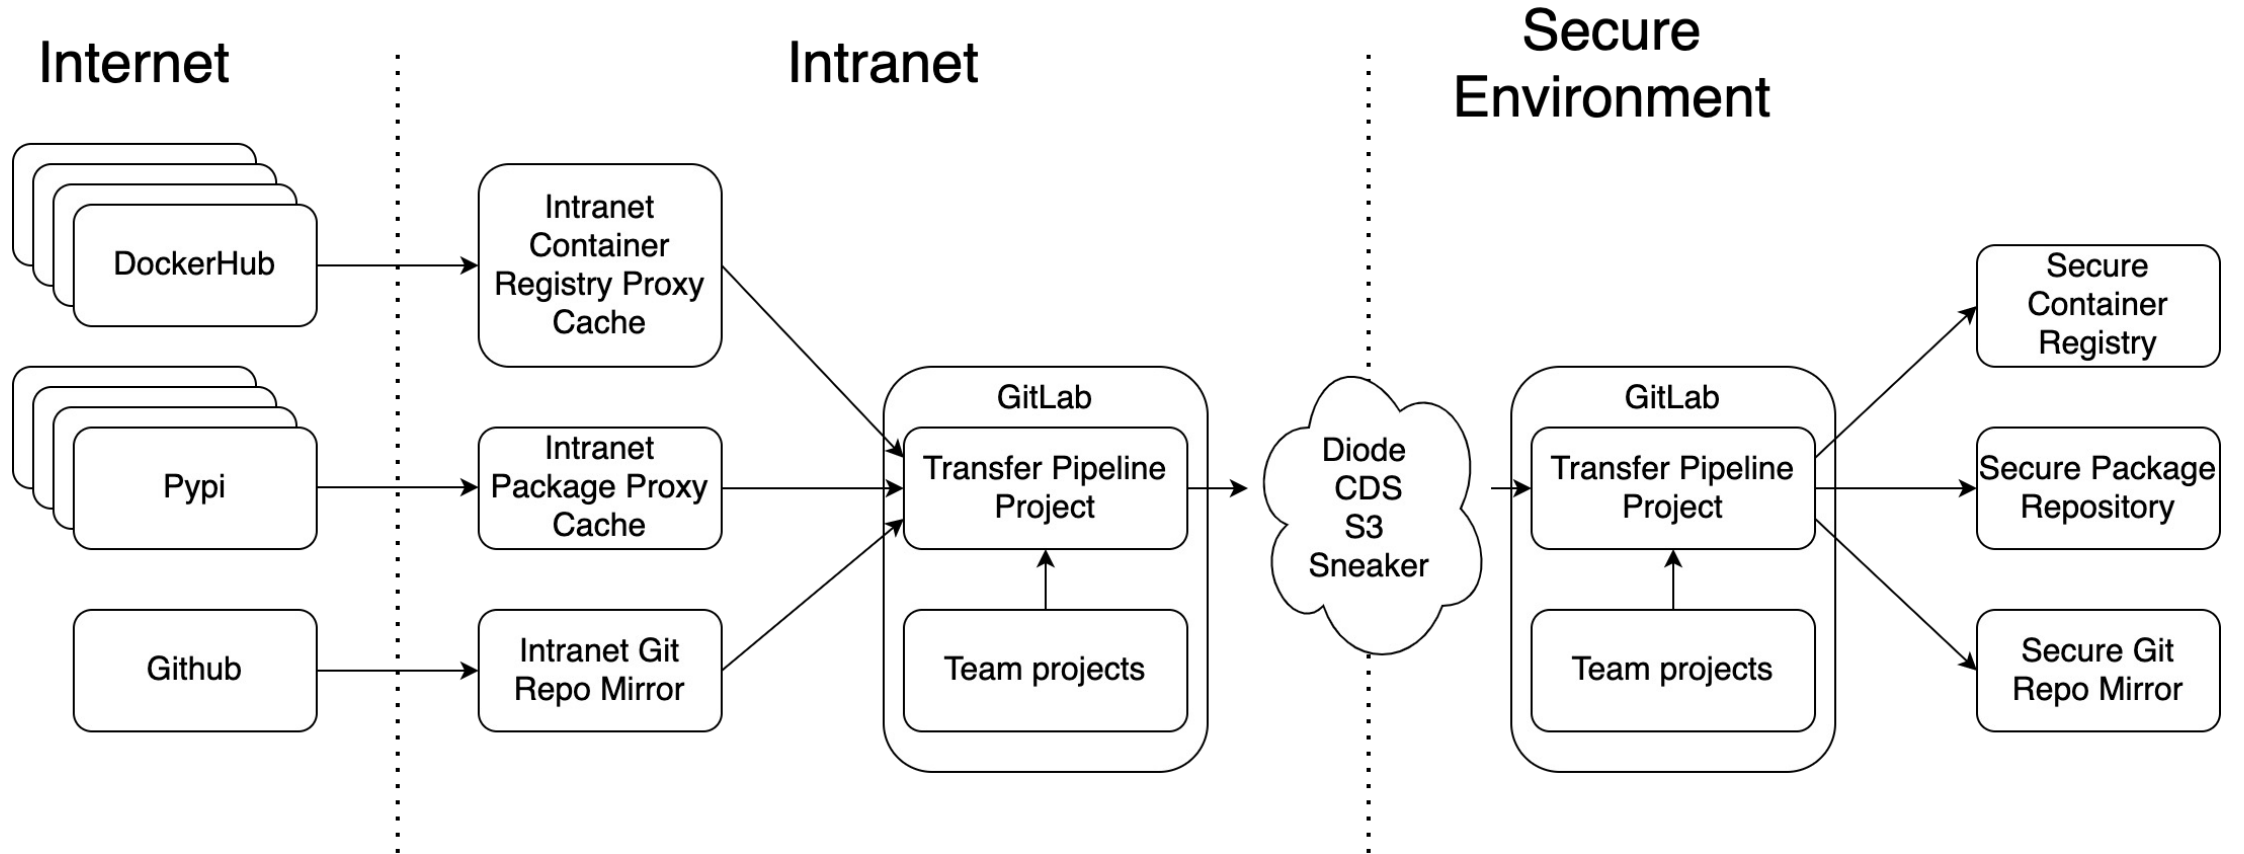 Internet
Intranet
Secure
Environment
DockerHub
Intranet
Container
Registry Proxy
Cache
Pypi
Intranet
Package Proxy
Cache
Github
Intranet Git
Repo Mirror
GitLab
Transfer Pipeline
Project
Team projects
Diode
CDS
S3
Sneaker
GitLab
Transfer Pipeline
Project
Team projects
Secure
Container
Registry
Secure Package
Repository
Secure Git
Repo Mirror